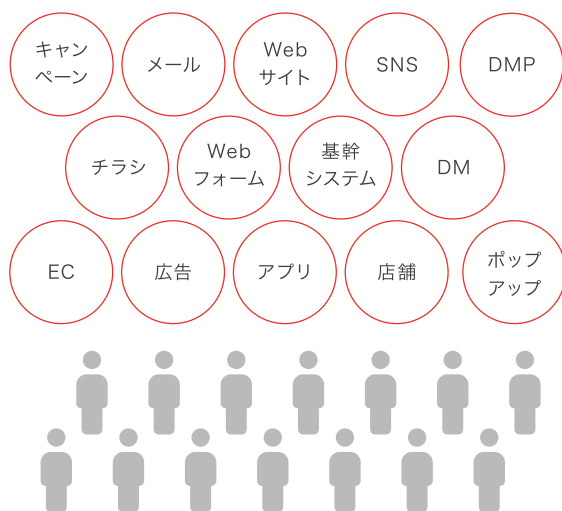 キャン
ペーン
メール
Web
サイト
SNS
DMP
チラシ
Web
フォーム
基幹
システム
DM
EC
広告
アプリ
店舗
ポップ
アップ